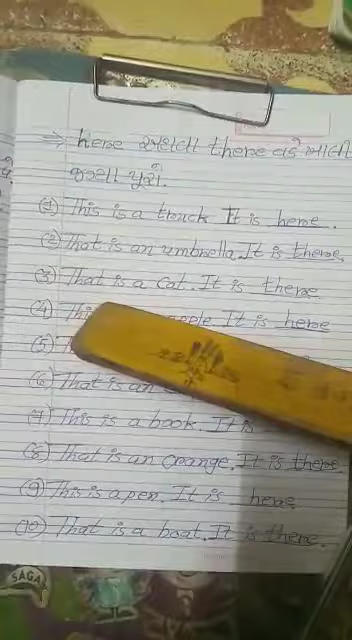 ⇒ here અથવા there વડે ખાલી
જગ્યા પુરો.
(1) This is a truck It is here.
(2) That is an umbrella. It is there.
(3) That is a cat. It is there
(4) This apple It is here
(5)
(6) That is an
(7) This is a book. It is
(8) That is an orange. It is there.
(9) This is a pen. It is here
(10) That is a boat. It is there.
SAGA